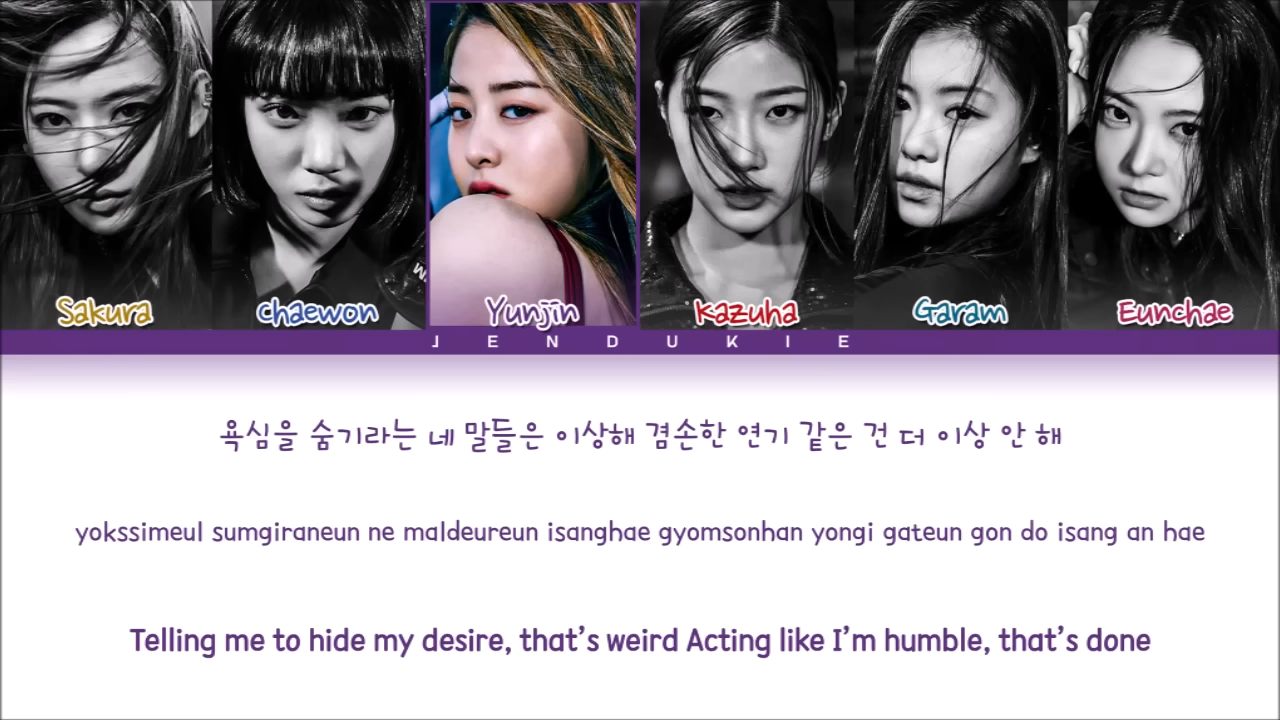 Sakura
chaewon
Yunjin
kazuha
Garam
Eunchae
JENDUKIE
욕심을 숨기라는 네 말들은 이상해 겸손한 연기 같은 건 더 이상 안 해
yokssimeul sumgiraneun ne maldeureun isanghae gyomsonhan yongi gateun gon do isang an hae
Telling me to hide my desire, that's weird Acting like I'm humble, that's done